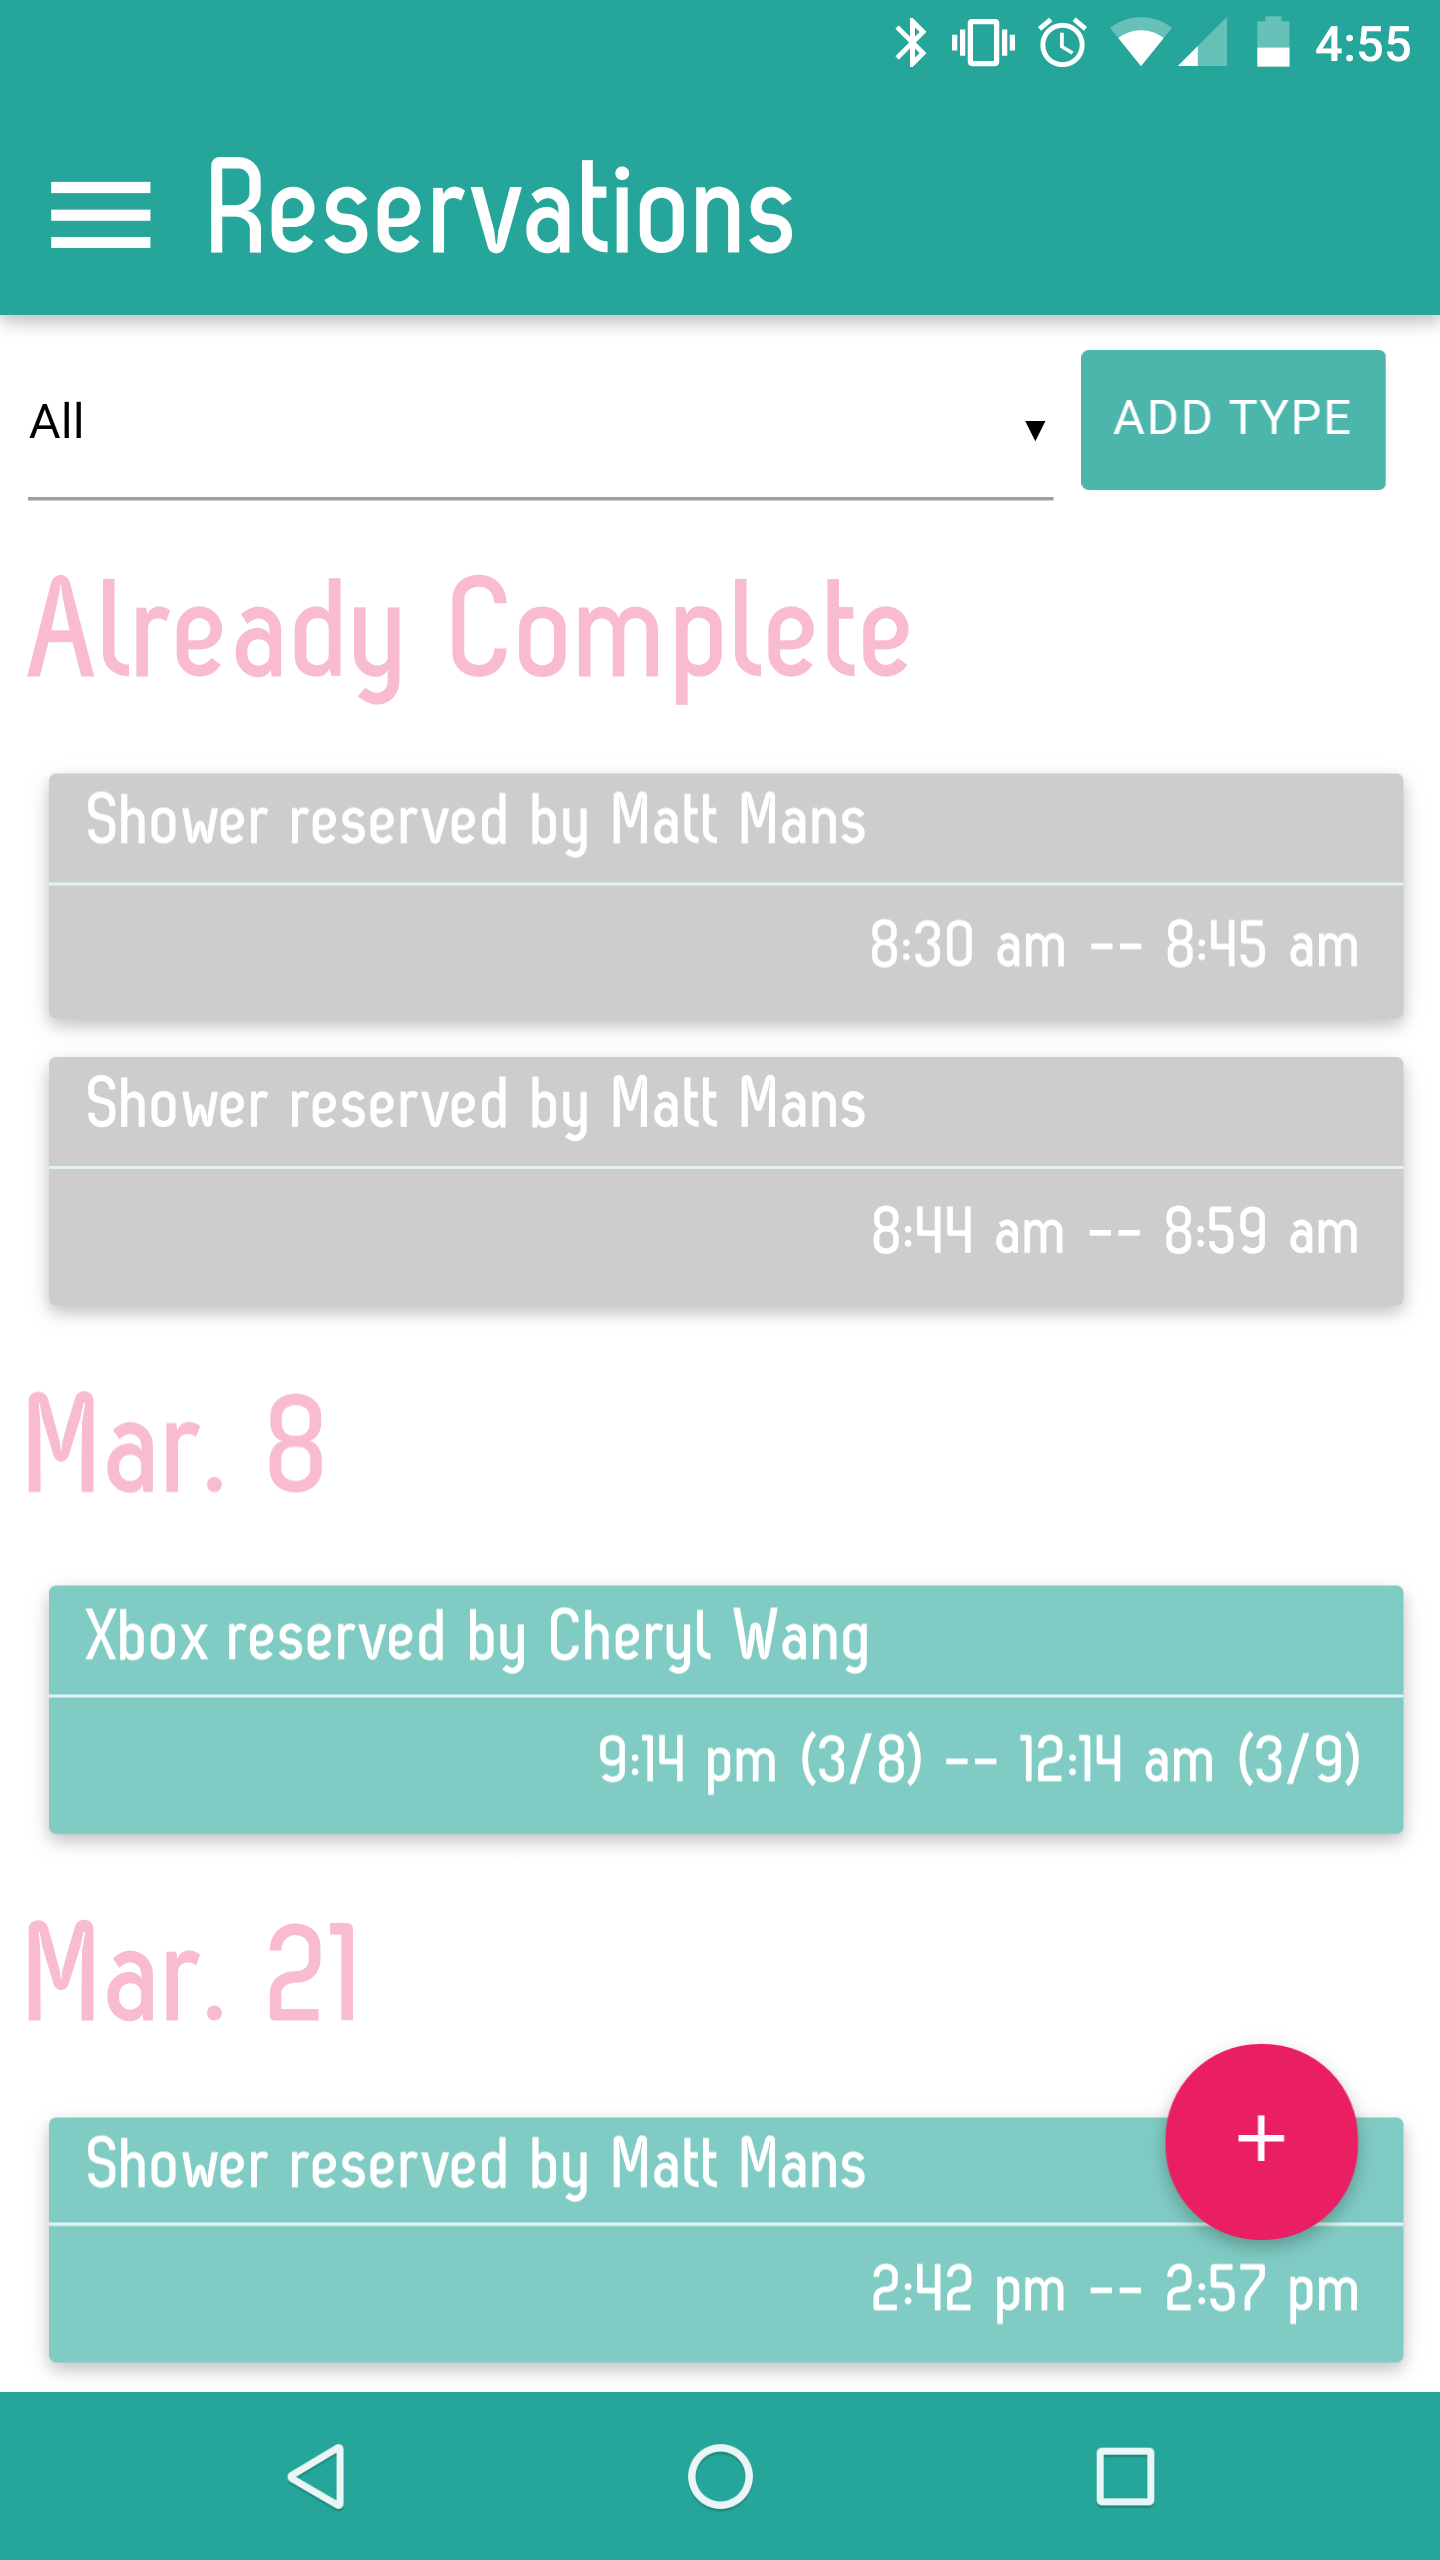 4:55
Reservations
All
ADD TYPE
Already Complete
Shower reserved by Matt Mans
8:30 am -- 8:45 am
Shower reserved by Matt Mans
8:44 am -- 8:59 am
Mar. 8
Xbox reserved by Cheryl Wang
9:14 pm (3/8) -- 12:14 am (3/9)
Mar. 21
+
Shower reserved by Matt Mans
2:42 pm -- 2:57 pm